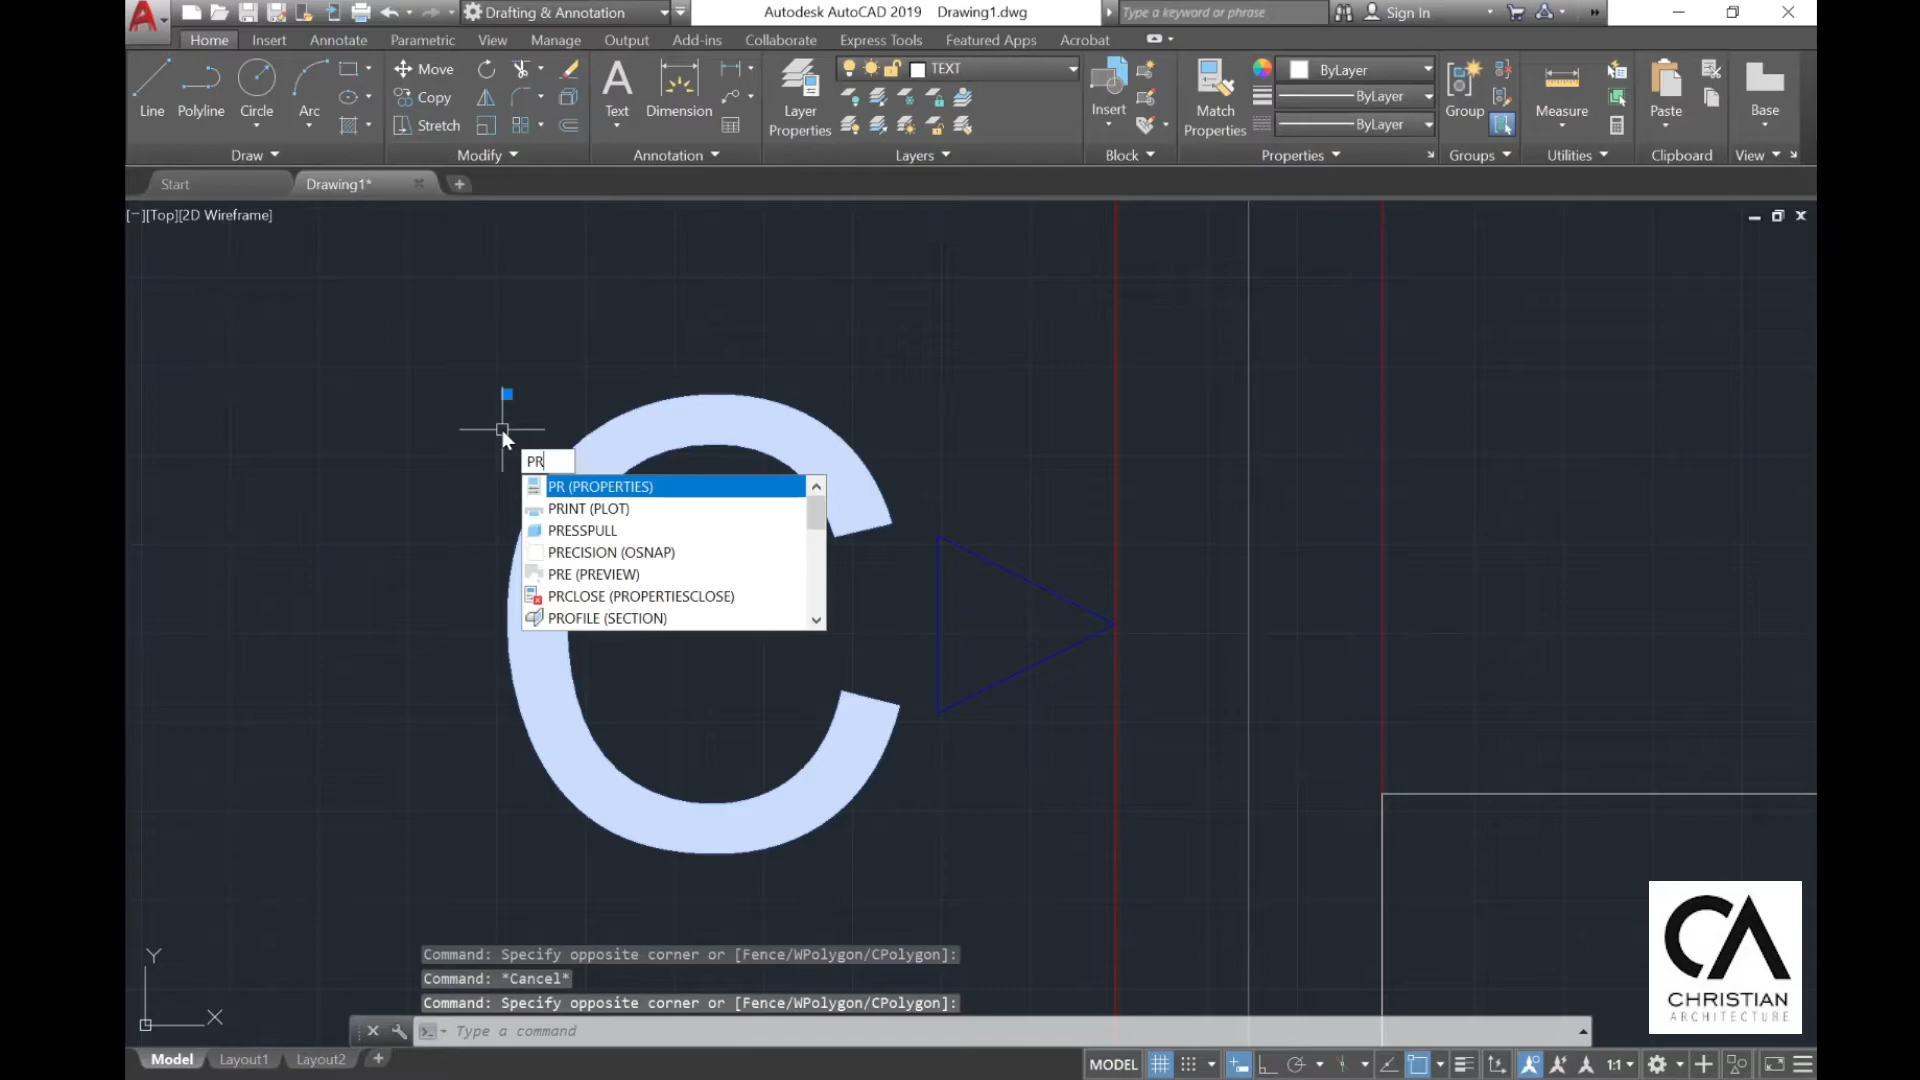 Drafting & Annotation
Autodesk AutoCAD 2019 Drawing1.dwg
Type a keyword or phrase
Sign In
Home Insert Annotate Parametric View Manage Output Add-ins Collaborate Express Tools Featured Apps Acrobat
Line Polyline Circle Arc
Move
Copy
Stretch
Text Dimension
Layer
Properties
TEXT
Insert
Match
Properties
ByLayer
ByLayer
ByLayer
Group
Measure
Paste
Base
Draw Modify Annotation Layers Block Properties Groups Utilities Clipboard View
Start Drawing1*
[−][Top][2D Wireframe]
C
PR
PR (PROPERTIES)
PRINT (PLOT)
PRESSPULL
PRECISION (OSNAP)
PRE (PREVIEW)
PRCLOSE (PROPERTIESCLOSE)
PROFILE (SECTION)
CA
CHRISTIAN
ARCHITECTURE
Command: Specify opposite corner or [Fence/WPolygon/CPolygon]:
Command: *Cancel*
Command: Specify opposite corner or [Fence/WPolygon/CPolygon]:
Y
X
Type a command
Model Layout1 Layout2
MODEL
1:1